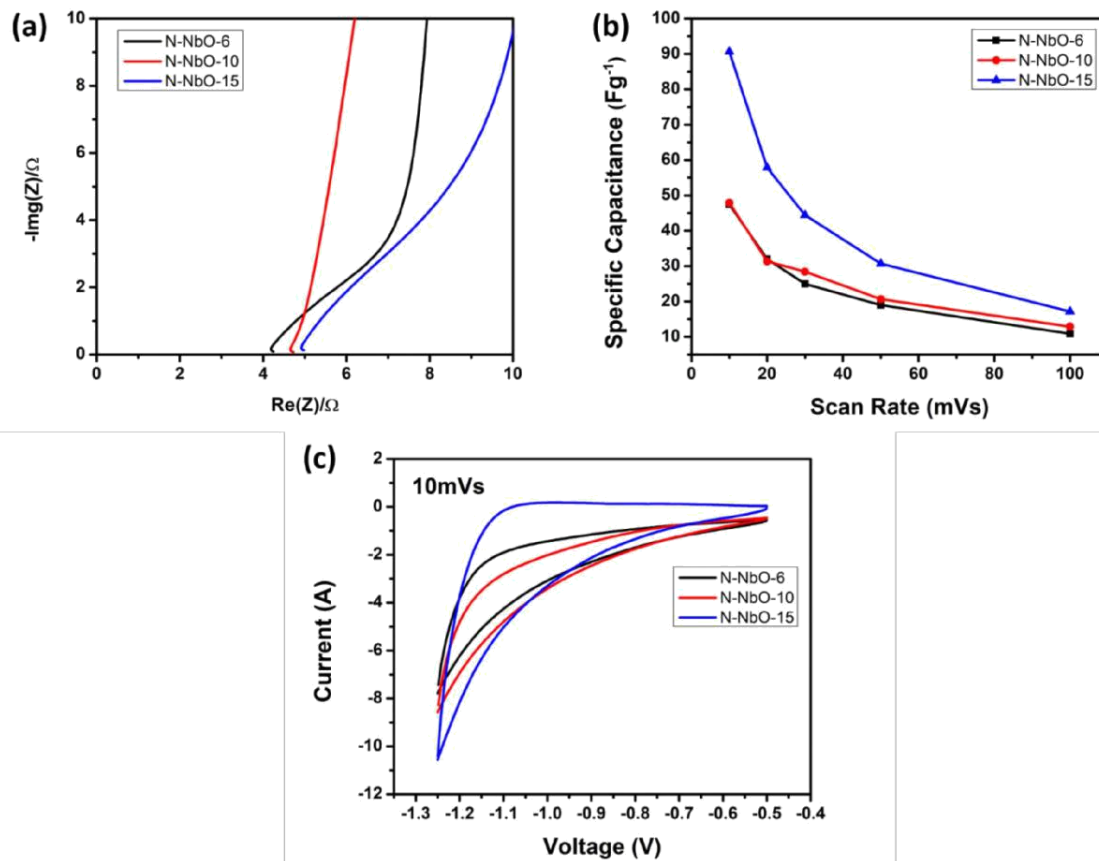 (a)
N-NbO-6
N-NbO-10
N-NbO-15
10
8
6
4
2
0
-Img(Z)/Ω
0 2 4 6 8 10
Re(Z)/Ω
(b)
N-NbO-6
N-NbO-10
N-NbO-15
100
90
80
70
60
50
40
30
20
10
Specific Capacitance (Fg⁻¹)
20 40 60 80 100
Scan Rate (mVs)
(c)
10mVs
N-NbO-6
N-NbO-10
N-NbO-15
2
0
-2
-4
-6
-8
-10
-12
Current (A)
-1.3 -1.2 -1.1 -1.0 -0.9 -0.8 -0.7 -0.6 -0.5 -0.4
Voltage (V)